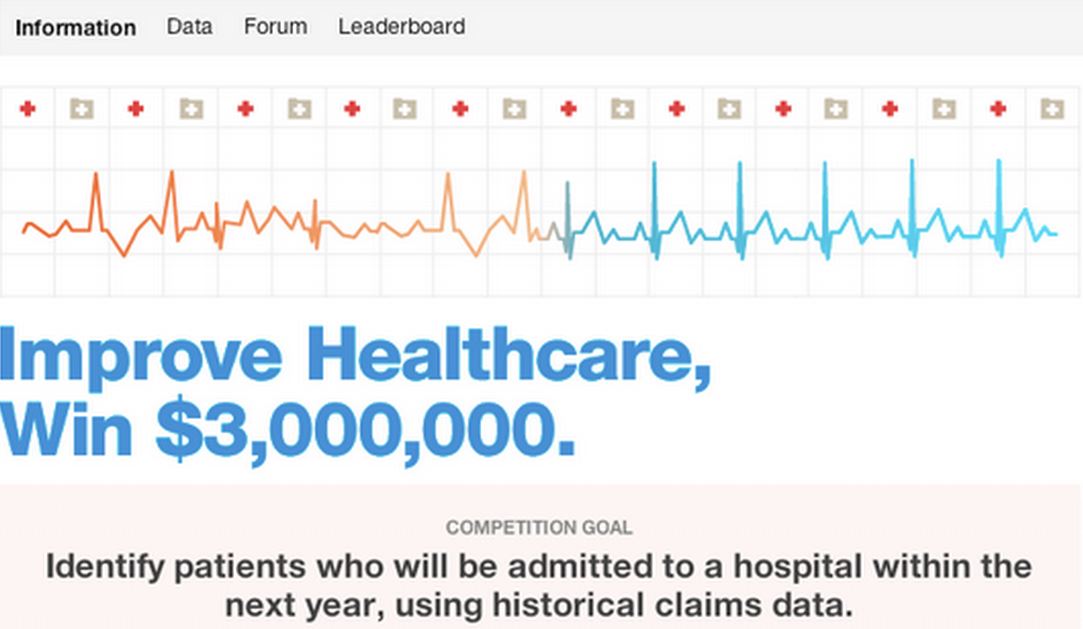 Information Data Forum Leaderboard
Improve Healthcare,
Win $3,000,000.
COMPETITION GOAL
Identify patients who will be admitted to a hospital within the
next year, using historical claims data.